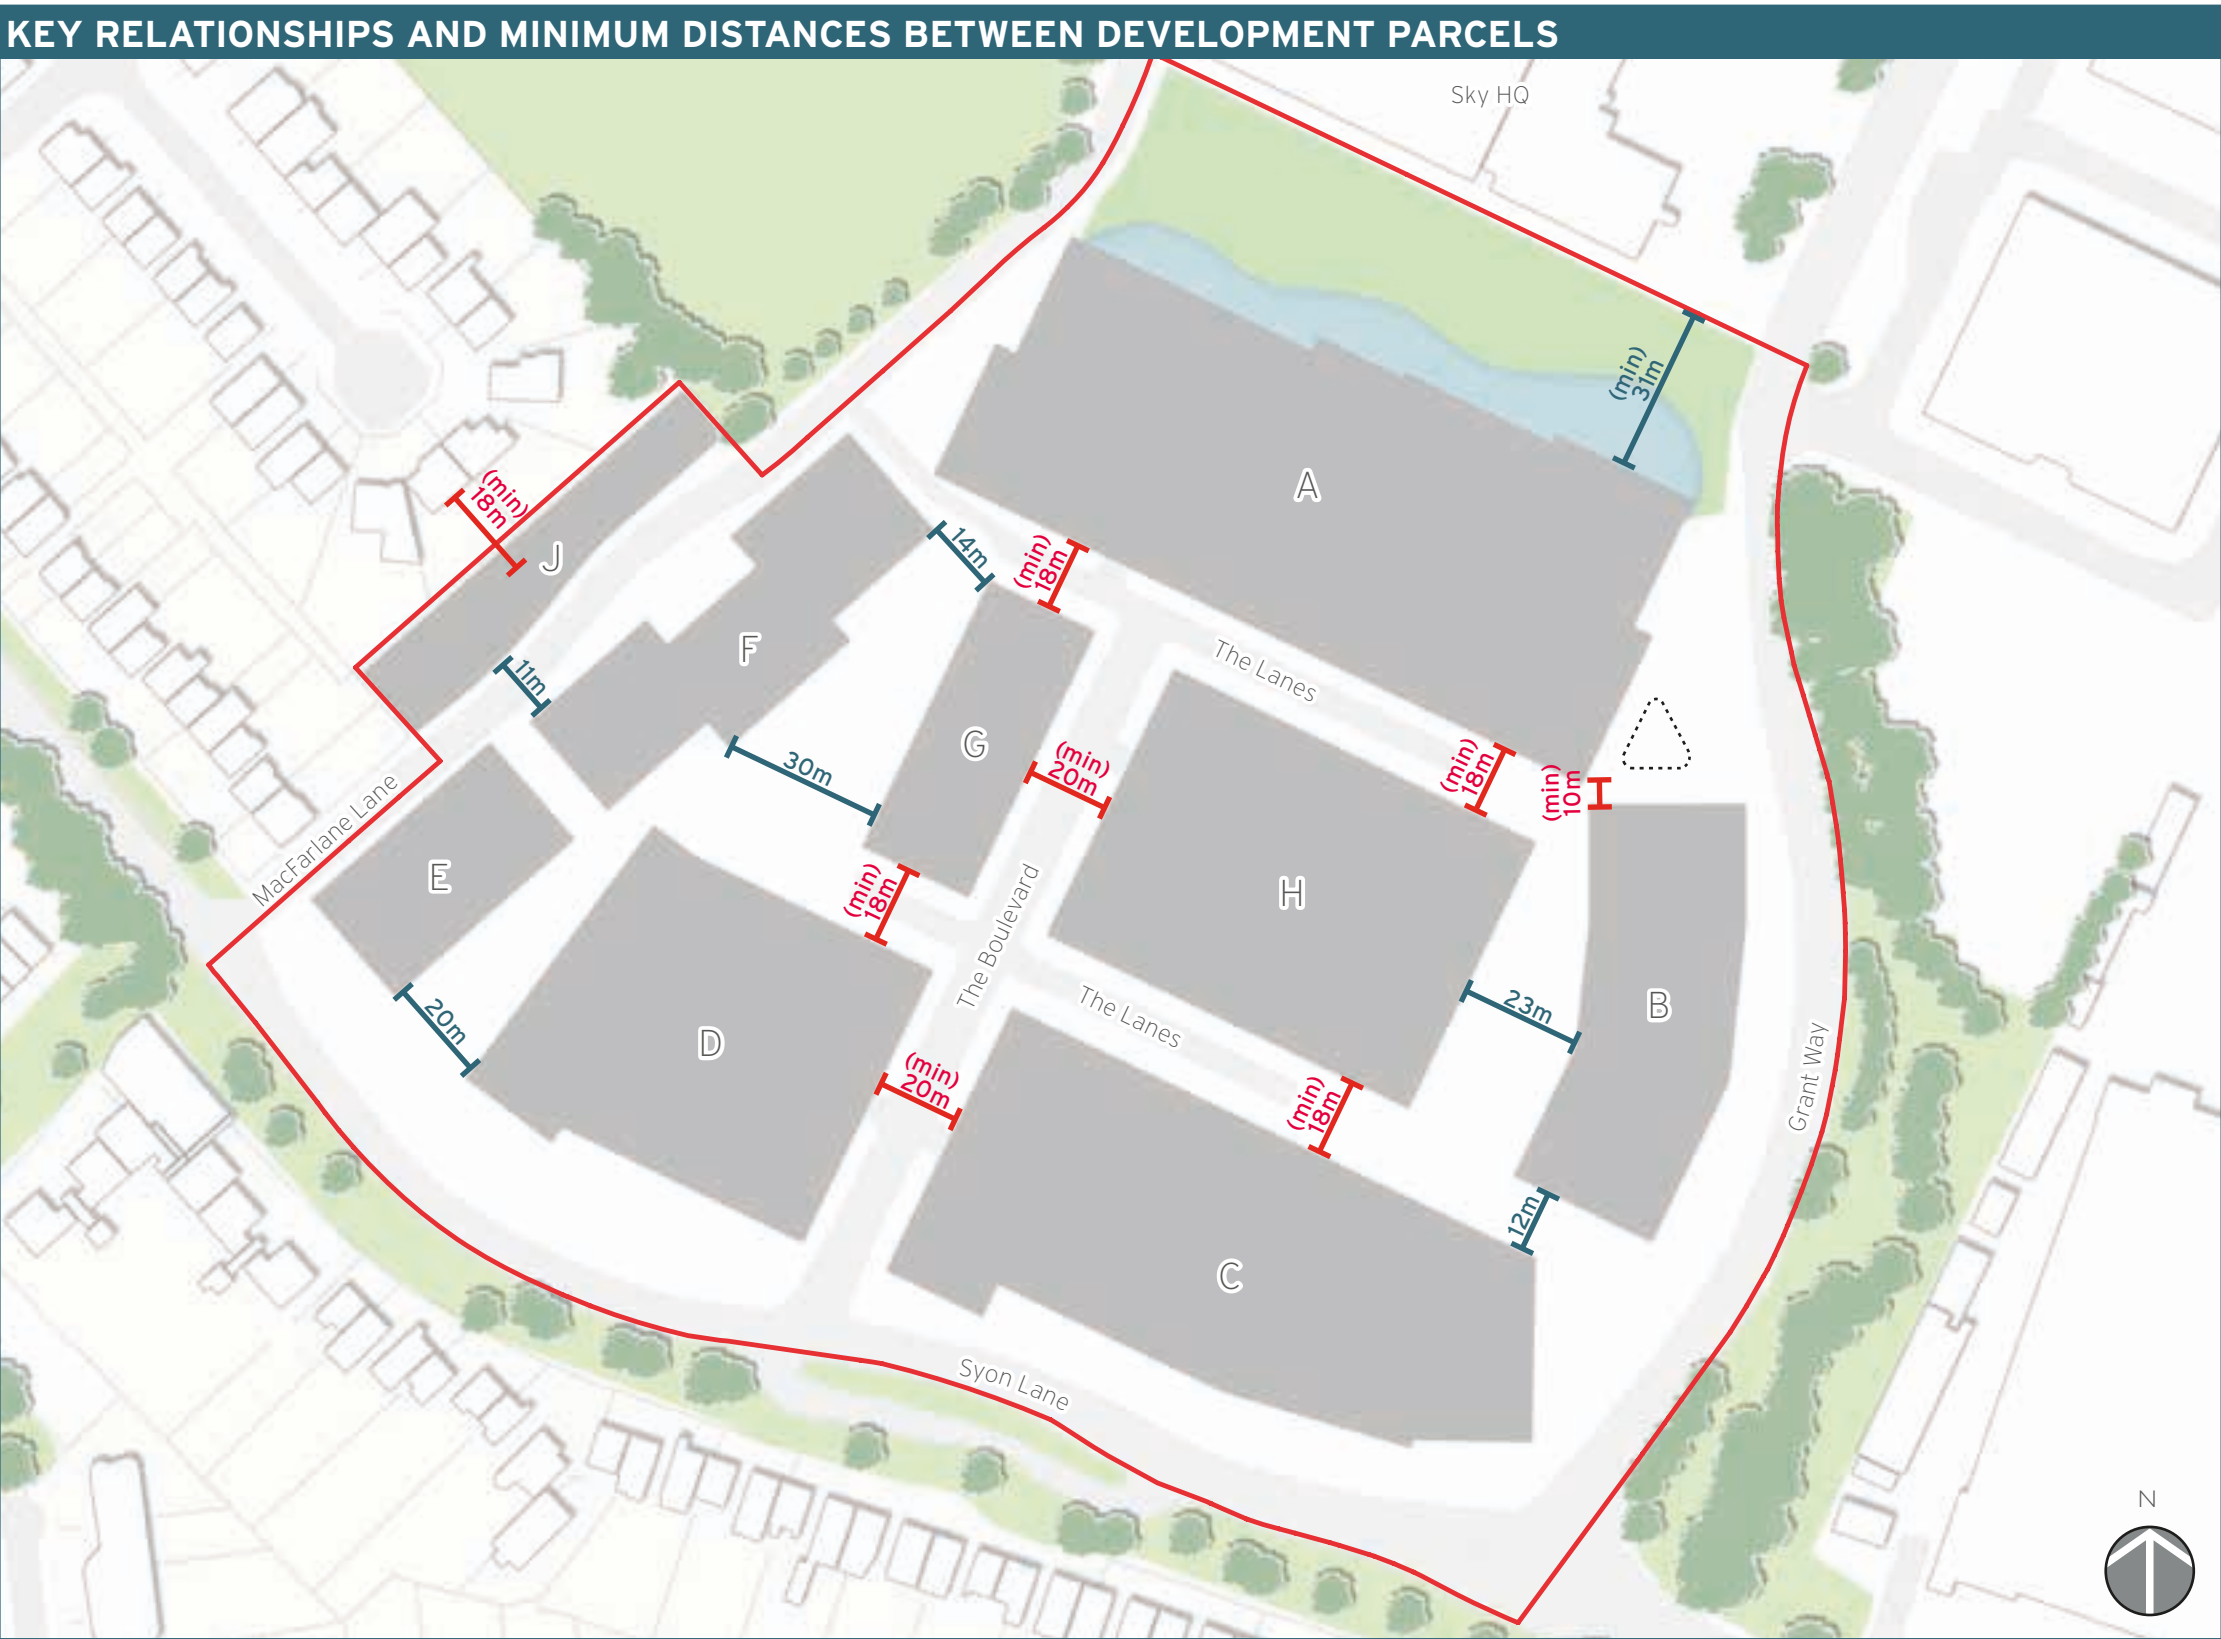 KEY RELATIONSHIPS AND MINIMUM DISTANCES BETWEEN DEVELOPMENT PARCELS
Sky HQ
(min)
31m
A
(min)
18m
J
14m
(min)
18m
F
11m
The Lanes
G
30m
(min)
20m
(min)
18m
(min)
10m
MacFarlane Lane
E
(min)
18m
H
The Boulevard
20m
D
The Lanes
23m
B
Grant Way
(min)
20m
(min)
18m
12m
C
Syon Lane
N